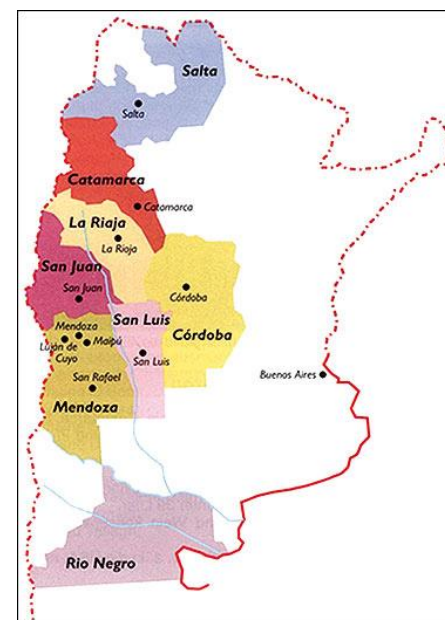 Salta
Salta
Catamarca
Catamarca
La Riaja
La Rioja
San Juan
San Juan
San Luis
Córdoba
Córdoba
Mendoza
Luján de
Cuyo
Maipú
San Luis
San Rafael
Mendoza
Buenos Aires
Rio Negro